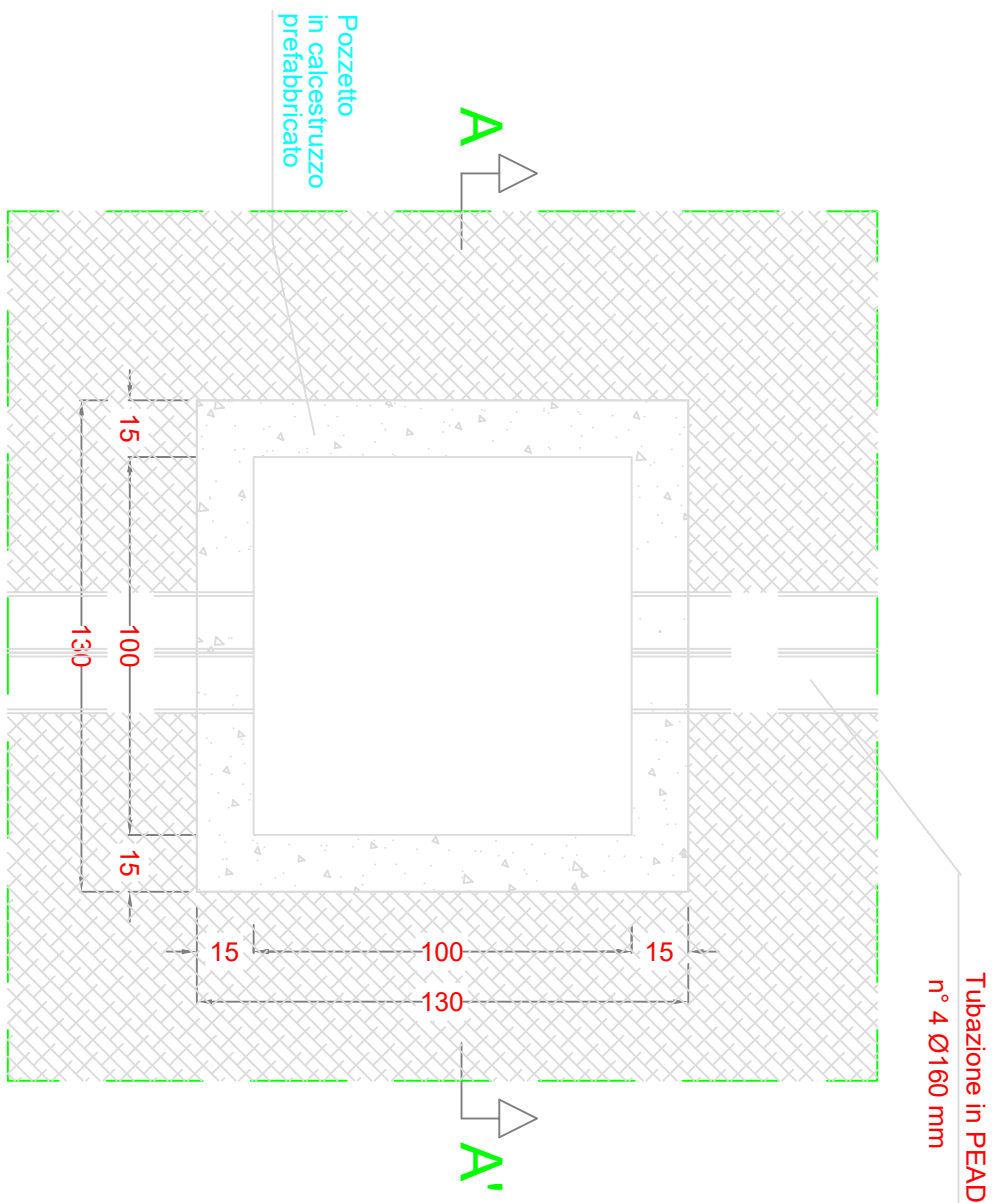 Pozzetto
in calcestruzzo
prefabbricato
A
15
100
130
15
15
100
15
130
A'
Tubazione in PEAD
n° 4 Ø160 mm